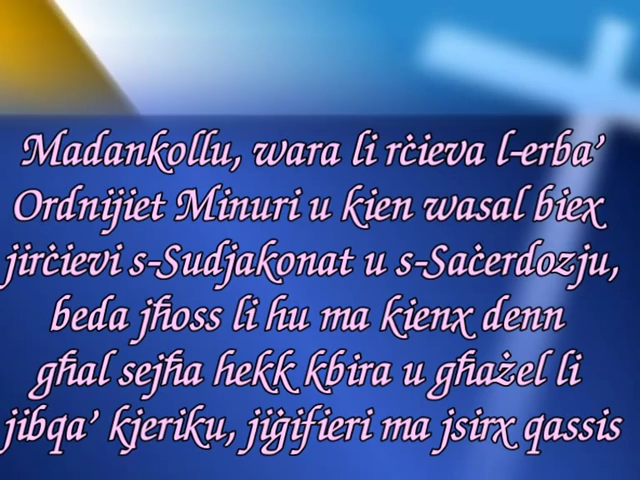 Madankollu, wara li rċieva l-erba'
Ordnijiet Minuri u kien wasal biex
jirċievi s-Sudjakonat u s-Saċerdozju,
beda jħoss li hu ma kienx denn
għal sejħa hekk kbira u għażel li
jibqa' kjeriku, jiġifieri ma jsirx qassis